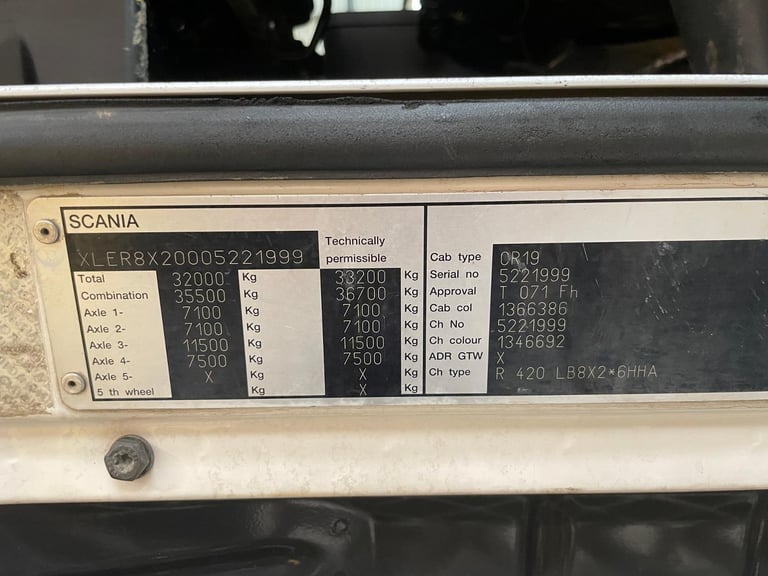 SCANIA
XLER8X20005221999 Technically permissible
Total 32000 Kg 33200 Kg
Combination 35500 Kg 36700 Kg
Axle 1- 7100 Kg 7100 Kg
Axle 2- 7100 Kg 7100 Kg
Axle 3- 11500 Kg 11500 Kg
Axle 4- 7500 Kg 7500 Kg
Axle 5- X Kg X Kg
5 th wheel Kg X Kg
Cab type CR19
Serial no 5221999
Approval T 071 Fh
Cab col 1366386
Ch No 5221999
Ch colour 1346692
ADR GTW X
Ch type R 420 LB8X2*6HHA